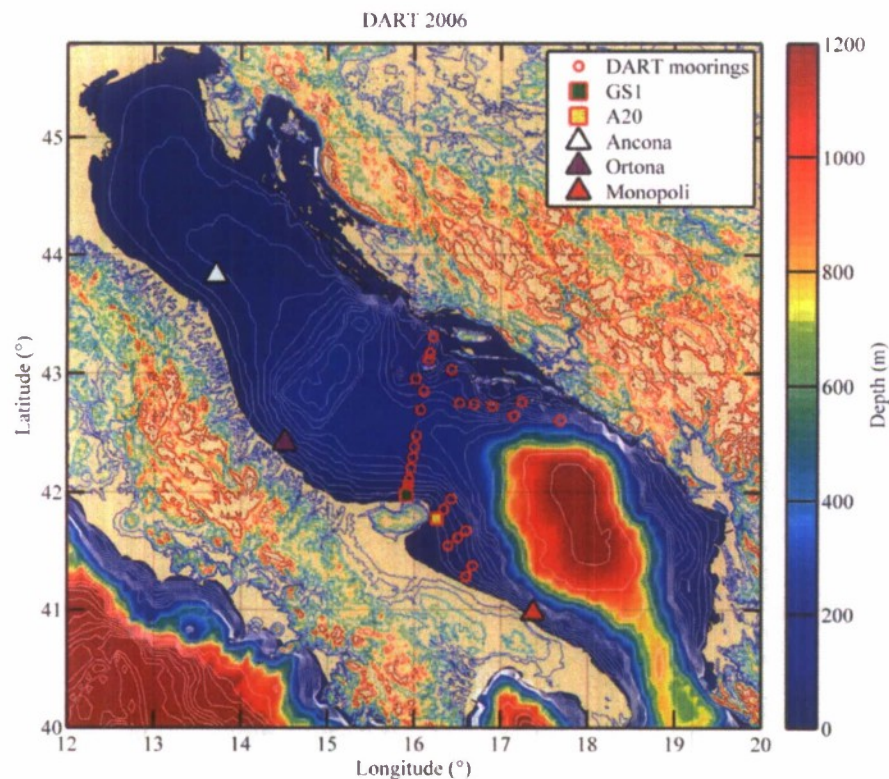 DART 2006
DART moorings
GS1
A20
Ancona
Ortona
Monopoli
45
44
43
42
41
40
Latitude (°)
12
13
14
15
16
17
18
19
20
Longitude (°)
1200
1000
800
600
400
200
0
Depth (m)